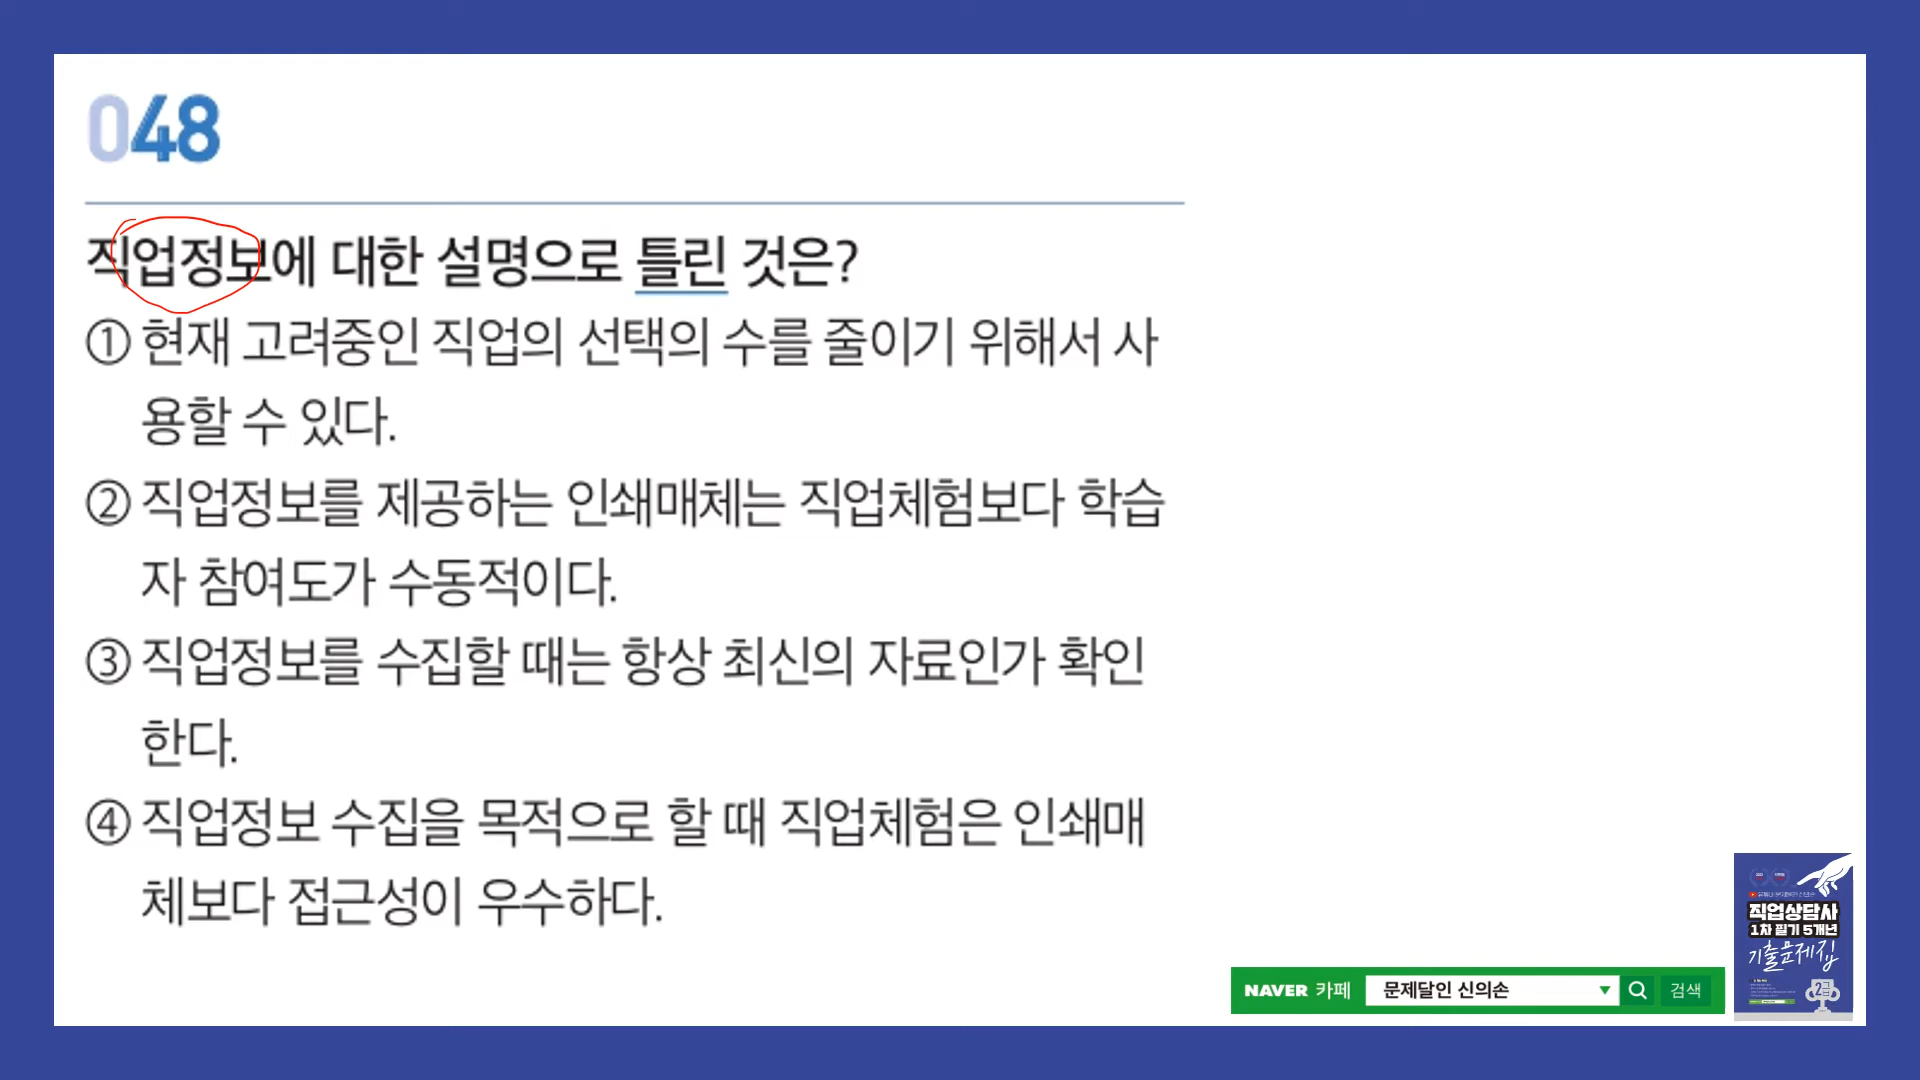 048
직업정보에 대한 설명으로 틀린 것은?
① 현재 고려중인 직업의 선택의 수를 줄이기 위해서 사
용할 수 있다.
② 직업정보를 제공하는 인쇄매체는 직업체험보다 학습
자 참여도가 수동적이다.
③ 직업정보를 수집할 때는 항상 최신의 자료인가 확인
한다.
④ 직업정보 수집을 목적으로 할 때 직업체험은 인쇄매
체보다 접근성이 우수하다.
직업상담사
1차 필기 5개년
기출문제집
2급
NAVER 카페 문제달인 신의손 검색